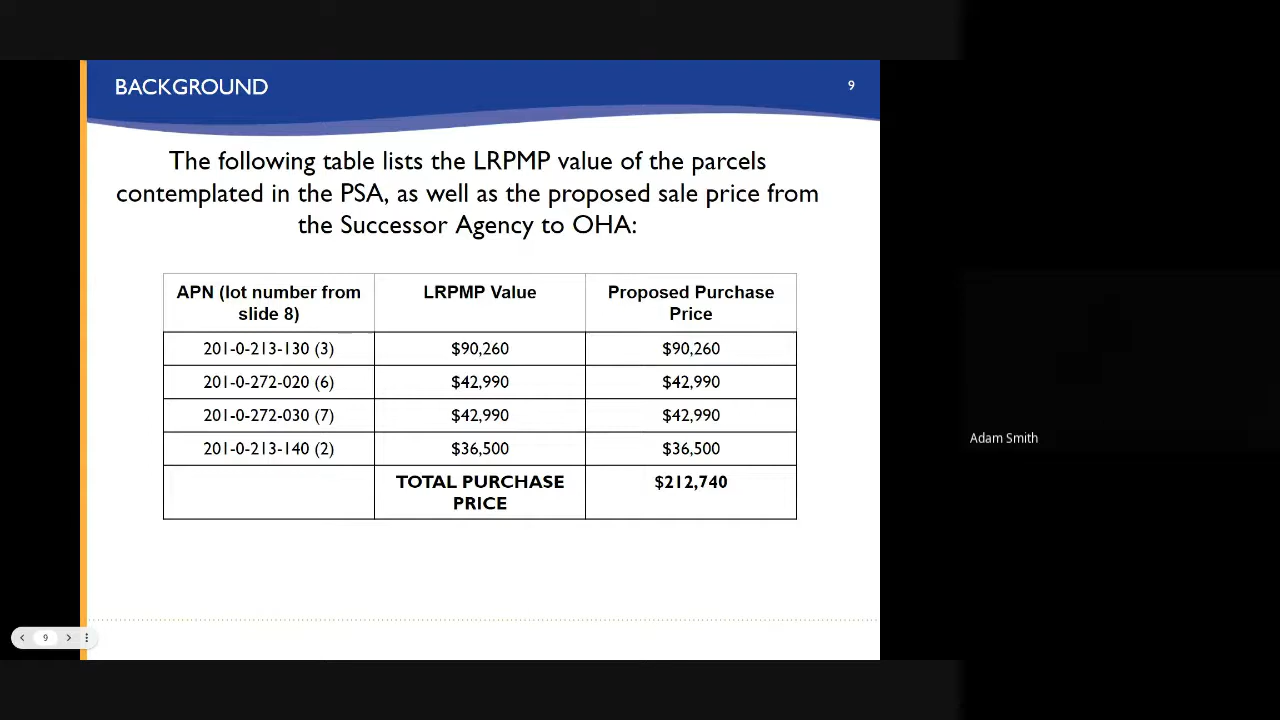 BACKGROUND
9
The following table lists the LRPMP value of the parcels
contemplated in the PSA, as well as the proposed sale price from
the Successor Agency to OHA:
APN (lot number from
slide 8)
LRPMP Value
Proposed Purchase
Price
201-0-213-130 (3)
$90,260
$90,260
201-0-272-020 (6)
$42,990
$42,990
201-0-272-030 (7)
$42,990
$42,990
201-0-213-140 (2)
$36,500
$36,500
TOTAL PURCHASE
PRICE
$212,740
Adam Smith
9